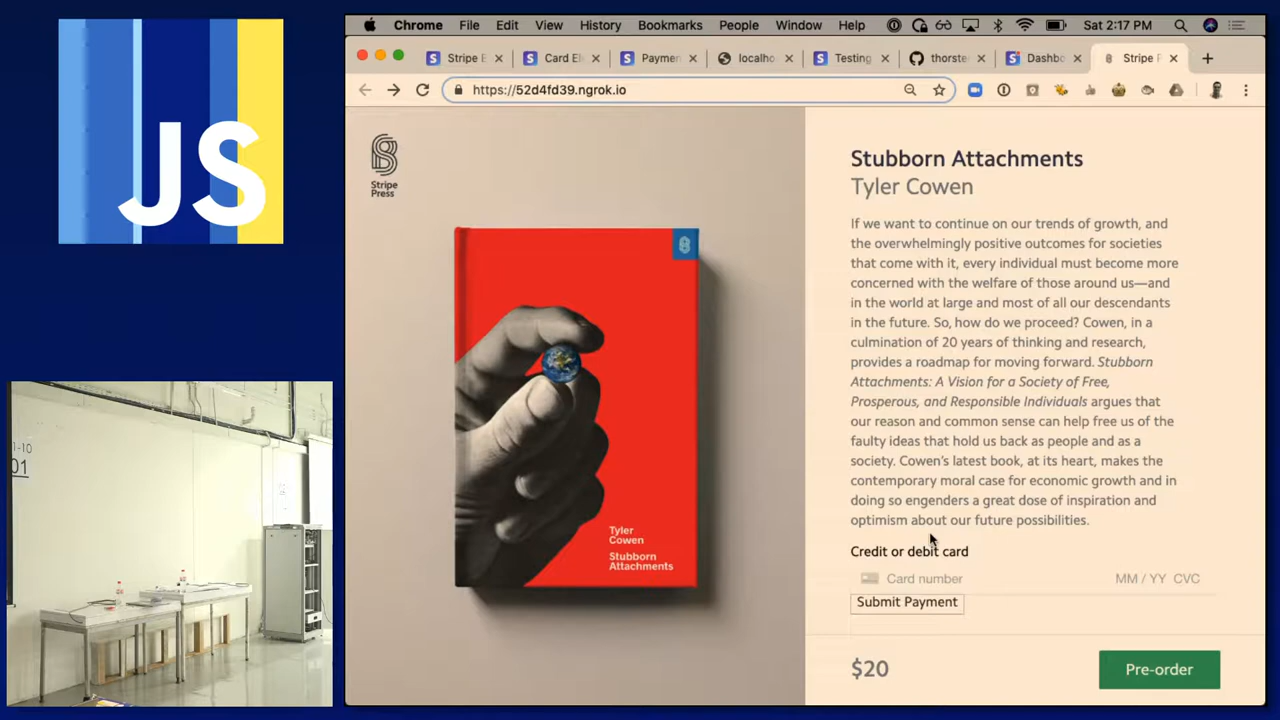 JS
1-10
01
Chrome File Edit View History Bookmarks People Window Help Sat 2:17 PM
Stripe E
Card El
Paymen
localho
Testing
thorste
Dashbo
Stripe P
https://52d4fd39.ngrok.io
Stripe
Press
Tyler
Cowen
Stubborn
Attachments
Stubborn Attachments
Tyler Cowen
If we want to continue on our trends of growth, and
the overwhelmingly positive outcomes for societies
that come with it, every individual must become more
concerned with the welfare of those around us—and
in the world at large and most of all our descendants
in the future. So, how do we proceed? Cowen, in a
culmination of 20 years of thinking and research,
provides a roadmap for moving forward. Stubborn
Attachments: A Vision for a Society of Free,
Prosperous, and Responsible Individuals argues that
our reason and common sense can help free us of the
faulty ideas that hold us back as people and as a
society. Cowen's latest book, at its heart, makes the
contemporary moral case for economic growth and in
doing so engenders a great dose of inspiration and
optimism about our future possibilities.
Credit or debit card
Card number MM / YY CVC
Submit Payment
$20
Pre-order